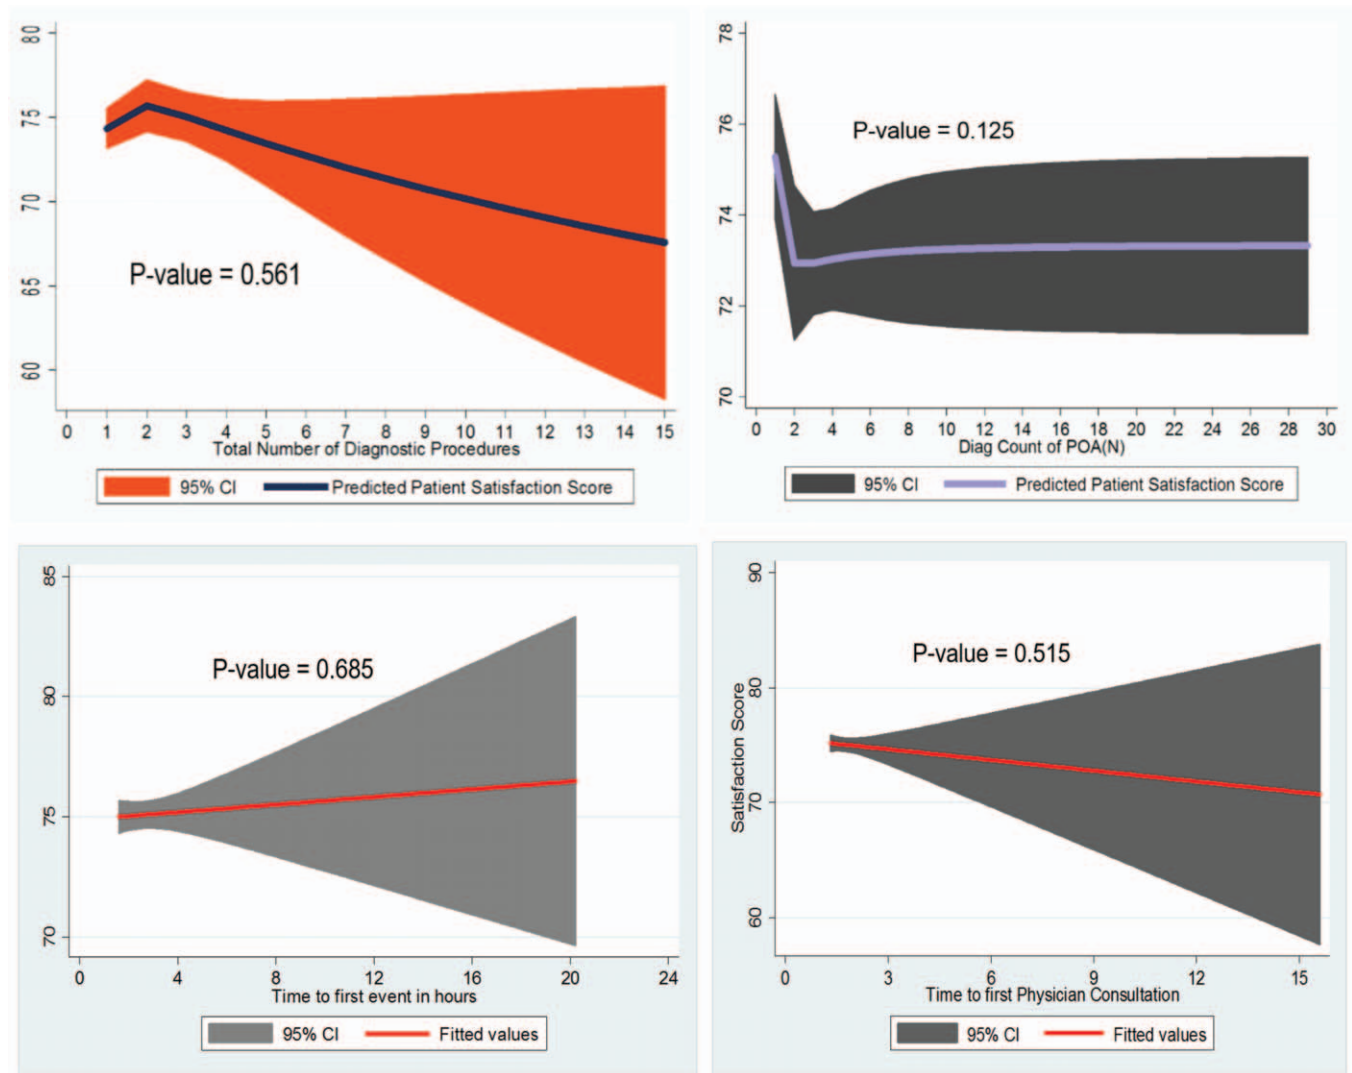 80
75
70
65
60
P-value = 0.561
0 1 2 3 4 5 6 7 8 9 10 11 12 13 14 15
Total Number of Diagnostic Procedures
95% CI Predicted Patient Satisfaction Score
78
76
74
72
70
P-value = 0.125
0 2 4 6 8 10 12 14 16 18 20 22 24 26 28 30
Diag Count of POA(N)
95% CI Predicted Patient Satisfaction Score
85
80
75
70
P-value = 0.685
0 4 8 12 16 20 24
Time to first event in hours
95% CI Fitted values
Satisfaction Score
90
80
70
60
P-value = 0.515
0 3 6 9 12 15
Time to first Physician Consultation
95% CI Fitted values